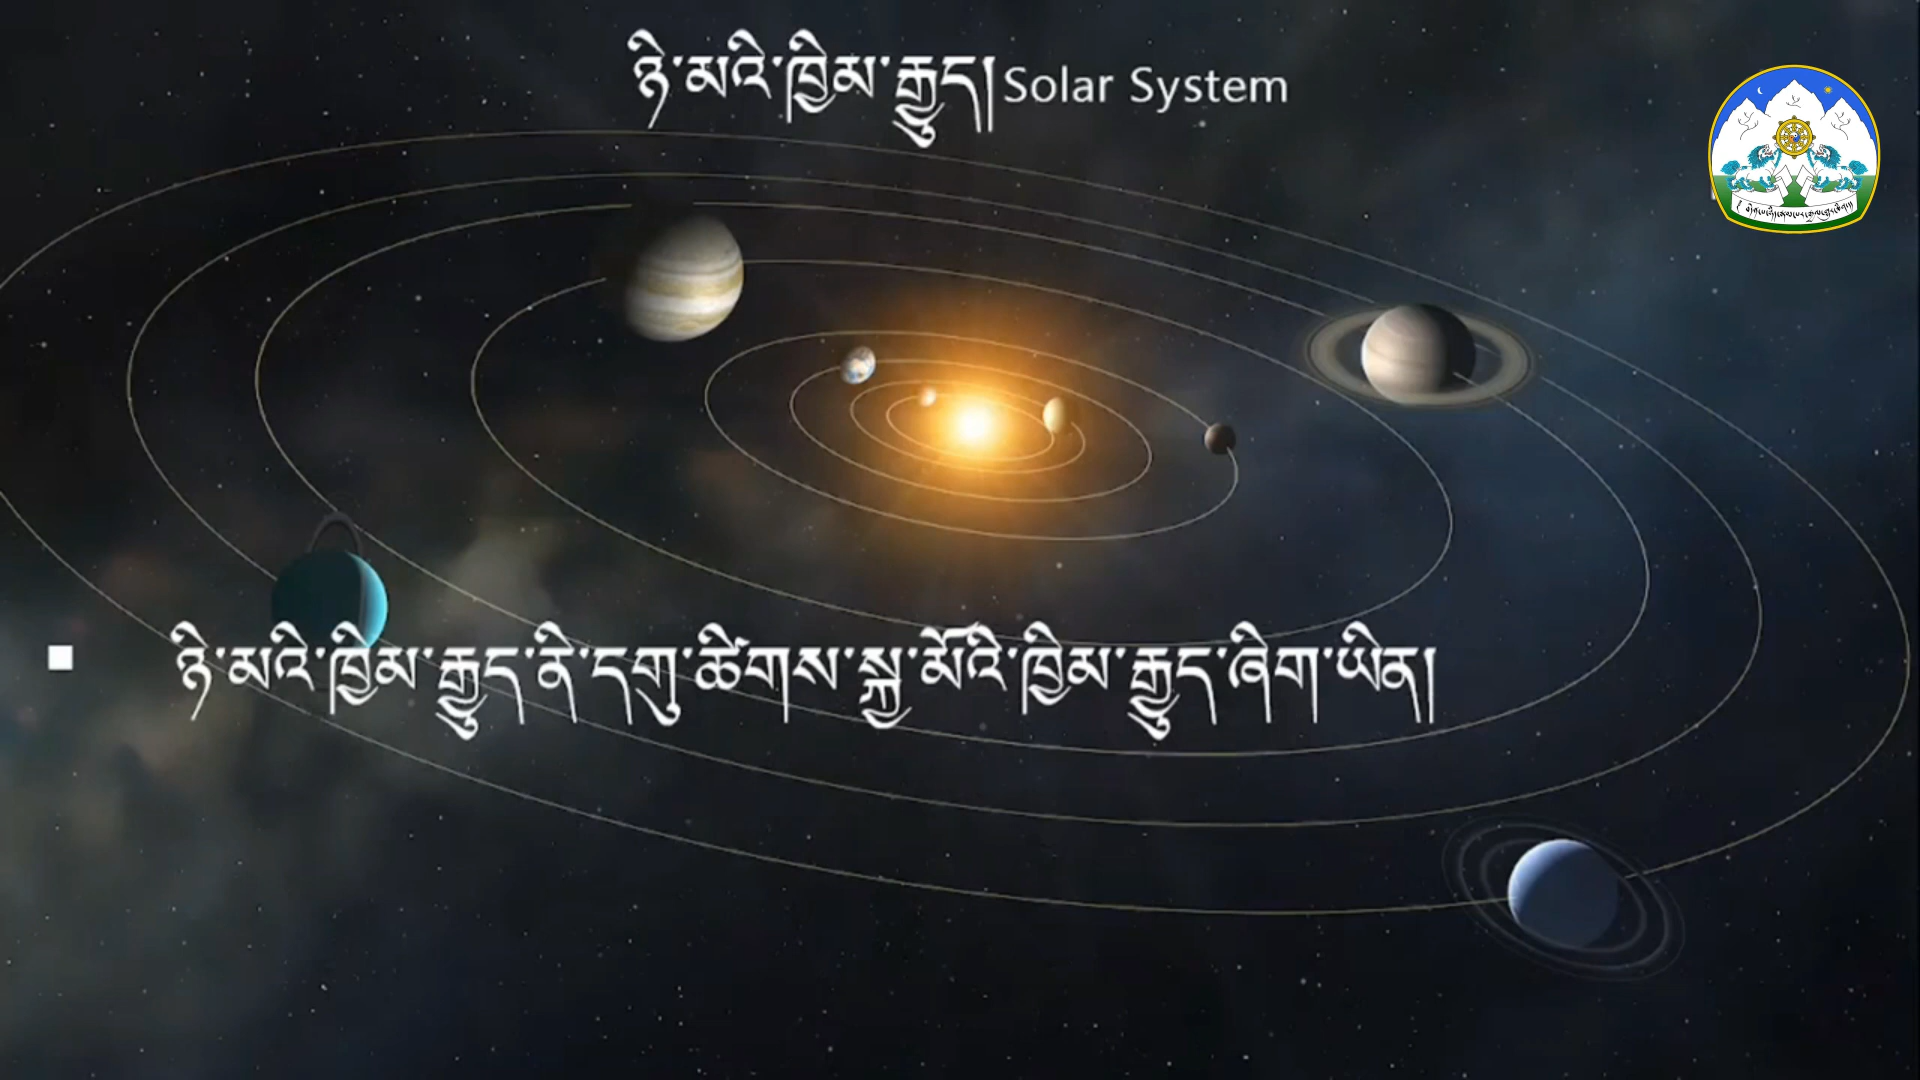 ཉི་མའི་ཁྱིམ་རྒྱུད།Solar System
▪ ཉི་མའི་ཁྱིམ་རྒྱུད་ནི་དགུ་ཚིགས་སྐྱ་མོའི་ཁྱིམ་རྒྱུད་ཞིག་ཡིན།